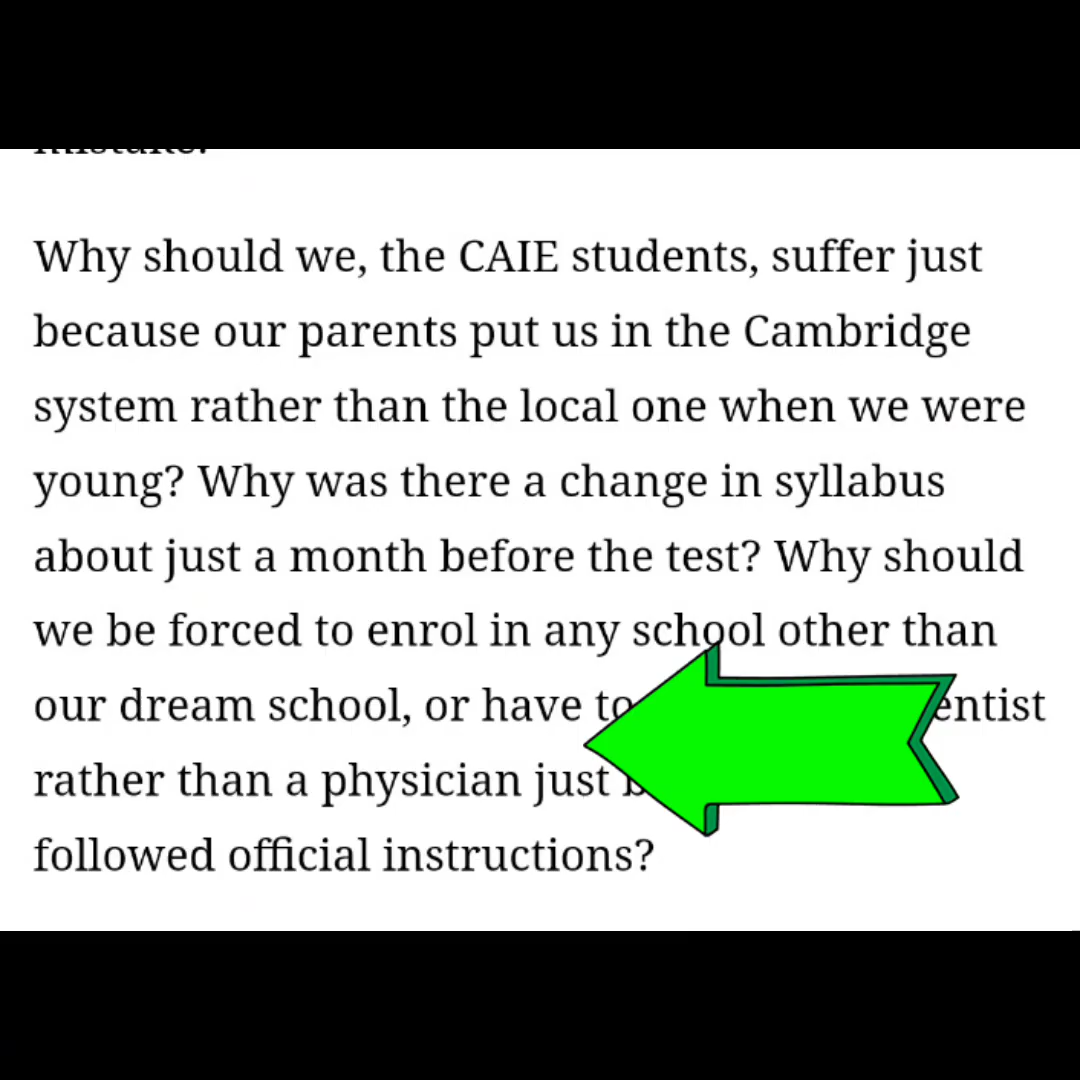 Why should we, the CAIE students, suffer just
because our parents put us in the Cambridge
system rather than the local one when we were
young? Why was there a change in syllabus
about just a month before the test? Why should
we be forced to enrol in any school other than
our dream school, or have to
rather than a physician just
followed official instructions?